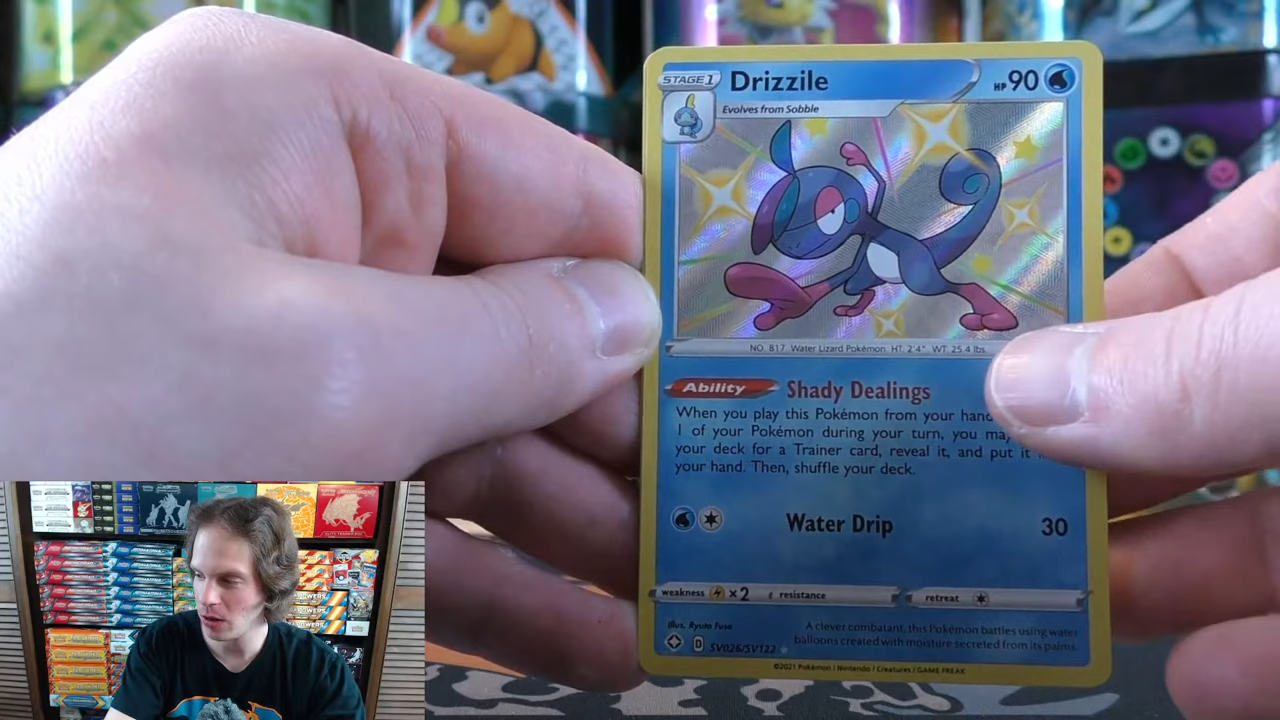 STAGE 1
Drizzile
HP 90
Evolves from Sobble
NO. 817 Water Lizard Pokémon HT: 2'4" WT: 25.4 lbs.
Ability Shady Dealings
When you play this Pokémon from your hand
1 of your Pokémon during your turn, you may
your deck for a Trainer card, reveal it, and put it
your hand. Then, shuffle your deck.
Water Drip 30
weakness ×2 resistance retreat
Illus. Ryuta Fuse
A clever combatant, this Pokémon battles using water
balloons created with moisture secreted from its palms.
D SV026/SV122
©2021 Pokémon / Nintendo / Creatures / GAME FREAK